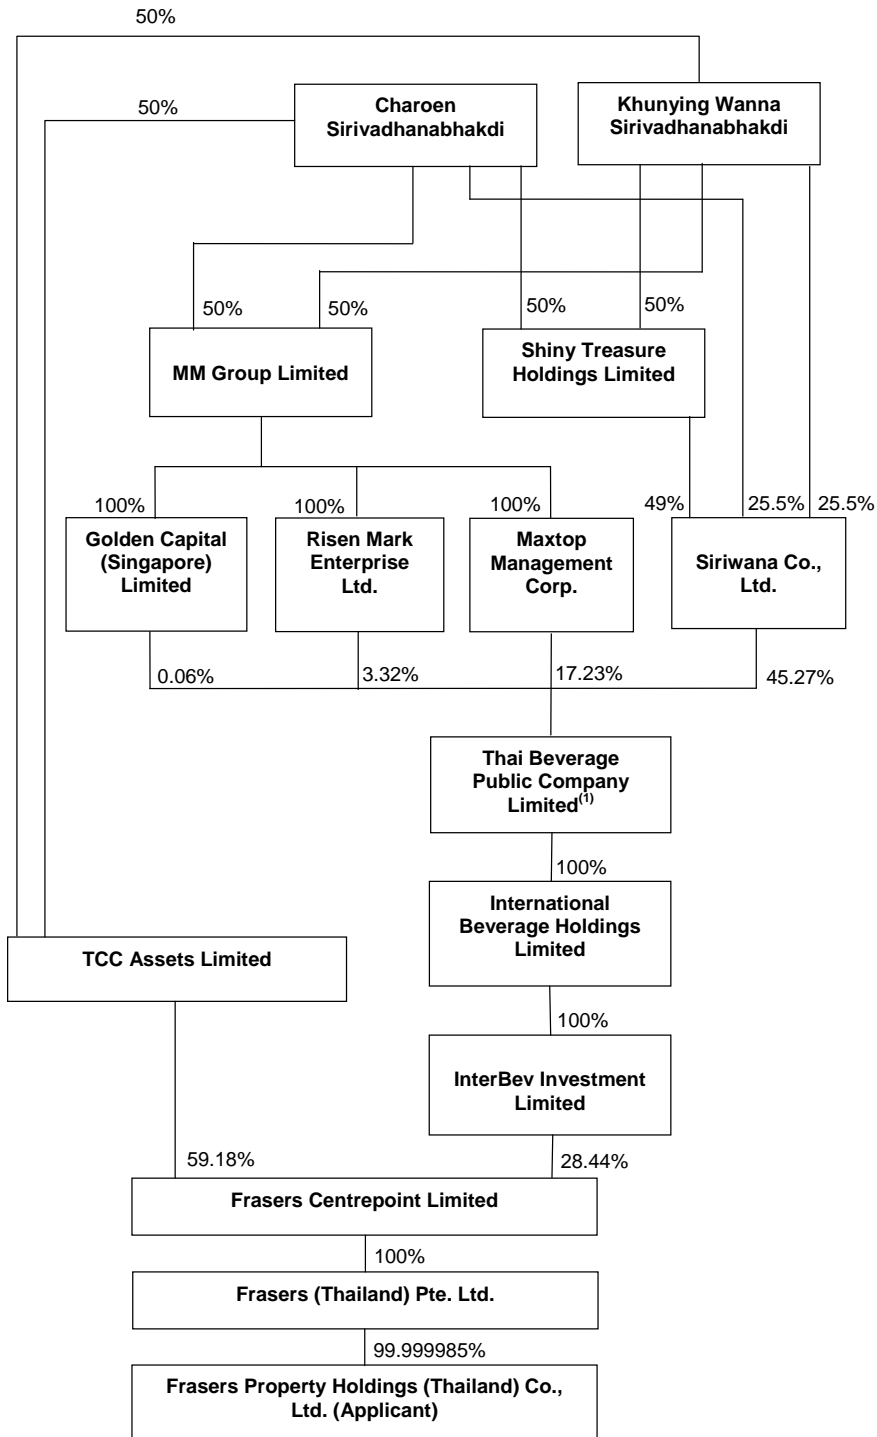 50%
Charoen
Sirivadhanabhakdi
Khunying Wanna
Sirivadhanabhakdi
50%
50%
50%
50%
50%
MM Group Limited
Shiny Treasure
Holdings Limited
100%
100%
100%
49%
25.5%
25.5%
Golden Capital
(Singapore)
Limited
Risen Mark
Enterprise
Ltd.
Maxtop
Management
Corp.
Siriwana Co.,
Ltd.
0.06%
3.32%
17.23%
45.27%
Thai Beverage
Public Company
Limited(1)
100%
International
Beverage Holdings
Limited
TCC Assets Limited
100%
InterBev Investment
Limited
59.18%
28.44%
Frasers Centrepoint Limited
100%
Frasers (Thailand) Pte. Ltd.
99.999985%
Frasers Property Holdings (Thailand) Co.,
Ltd. (Applicant)